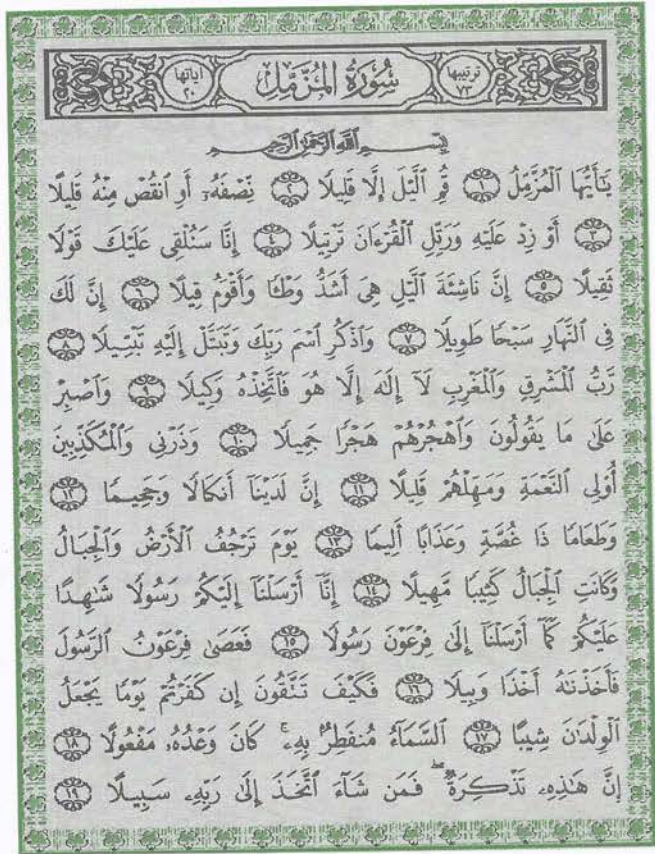 ترتيبها ٧٣ سُورَةُ المُزَّمِّل آياتها ٢٠
بِسْمِ ٱللَّهِ ٱلرَّحْمَٰنِ ٱلرَّحِيمِ
يَٰٓأَيُّهَا ٱلْمُزَّمِّلُ ١ قُمِ ٱلَّيْلَ إِلَّا قَلِيلًا ٢ نِّصْفَهُۥٓ أَوِ ٱنقُصْ مِنْهُ قَلِيلًا
٣ أَوْ زِدْ عَلَيْهِ وَرَتِّلِ ٱلْقُرْءَانَ تَرْتِيلًا ٤ إِنَّا سَنُلْقِى عَلَيْكَ قَوْلًا
ثَقِيلًا ٥ إِنَّ نَاشِئَةَ ٱلَّيْلِ هِىَ أَشَدُّ وَطْـًٔا وَأَقْوَمُ قِيلًا ٦ إِنَّ لَكَ
فِى ٱلنَّهَارِ سَبْحًا طَوِيلًا ٧ وَٱذْكُرِ ٱسْمَ رَبِّكَ وَتَبَتَّلْ إِلَيْهِ تَبْتِيلًا ٨
رَّبُّ ٱلْمَشْرِقِ وَٱلْمَغْرِبِ لَآ إِلَٰهَ إِلَّا هُوَ فَٱتَّخِذْهُ وَكِيلًا ٩ وَٱصْبِرْ
عَلَىٰ مَا يَقُولُونَ وَٱهْجُرْهُمْ هَجْرًا جَمِيلًا ١٠ وَذَرْنِى وَٱلْمُكَذِّبِينَ
أُو۟لِى ٱلنَّعْمَةِ وَمَهِّلْهُمْ قَلِيلًا ١١ إِنَّ لَدَيْنَآ أَنكَالًا وَجَحِيمًا ١٢
وَطَعَامًا ذَا غُصَّةٍ وَعَذَابًا أَلِيمًا ١٣ يَوْمَ تَرْجُفُ ٱلْأَرْضُ وَٱلْجِبَالُ
وَكَانَتِ ٱلْجِبَالُ كَثِيبًا مَّهِيلًا ١٤ إِنَّآ أَرْسَلْنَآ إِلَيْكُمْ رَسُولًا شَٰهِدًا
عَلَيْكُمْ كَمَآ أَرْسَلْنَآ إِلَىٰ فِرْعَوْنَ رَسُولًا ١٥ فَعَصَىٰ فِرْعَوْنُ ٱلرَّسُولَ
فَأَخَذْنَٰهُ أَخْذًا وَبِيلًا ١٦ فَكَيْفَ تَتَّقُونَ إِن كَفَرْتُمْ يَوْمًا يَجْعَلُ
ٱلْوِلْدَٰنَ شِيبًا ١٧ ٱلسَّمَآءُ مُنفَطِرٌۢ بِهِۦ ۚ كَانَ وَعْدُهُۥ مَفْعُولًا ١٨
إِنَّ هَٰذِهِۦ تَذْكِرَةٌ ۖ فَمَن شَآءَ ٱتَّخَذَ إِلَىٰ رَبِّهِۦ سَبِيلًا ١٩